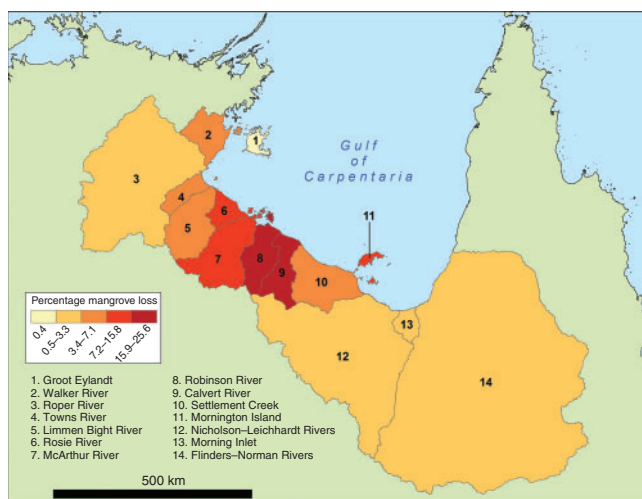 2
1
Gulf
of
Carpentaria
3
4
11
6
5
7
8
9
10
Percentage mangrove loss
0.4
0.5–3.3
3.4–7.1
7.2–15.8
15.9–25.6
13
12
14
1. Groot Eylandt
2. Walker River
3. Roper River
4. Towns River
5. Limmen Bight River
6. Rosie River
7. McArthur River
8. Robinson River
9. Calvert River
10. Settlement Creek
11. Mornington Island
12. Nicholson–Leichhardt Rivers
13. Morning Inlet
14. Flinders–Norman Rivers
500 km